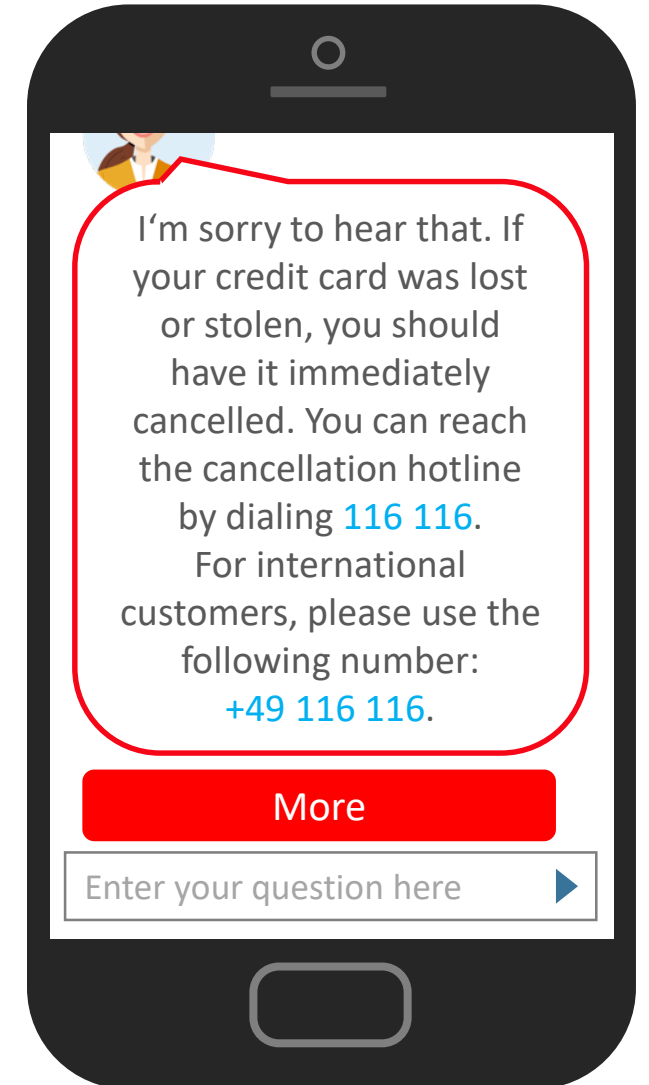 I‘m sorry to hear that. If
your credit card was lost
or stolen, you should
have it immediately
cancelled. You can reach
the cancellation hotline
by dialing 116 116.
For international
customers, please use the
following number:
+49 116 116.
More
Enter your question here